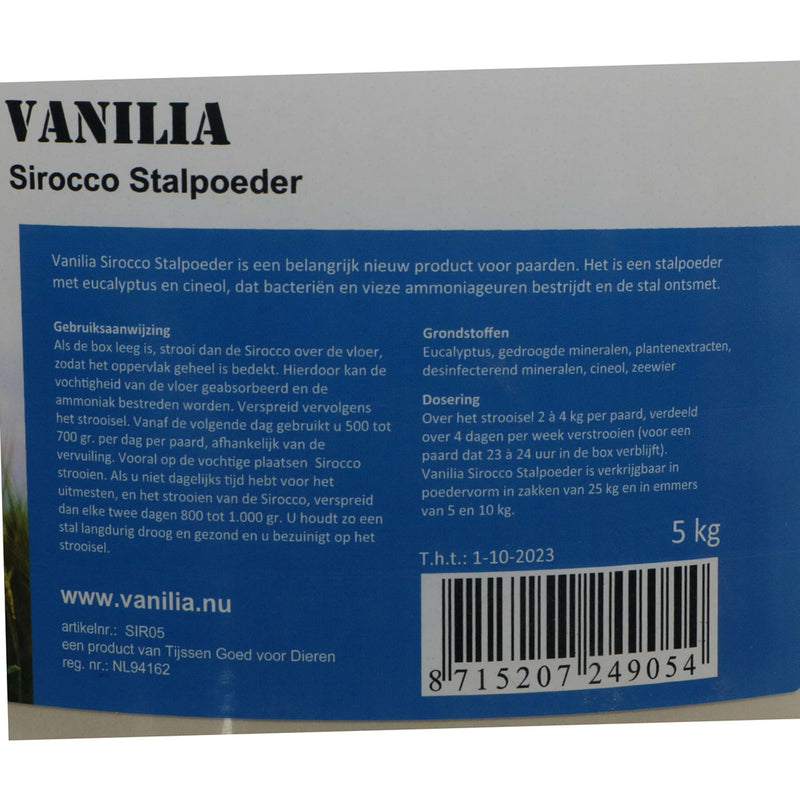 VANILIA
Sirocco Stalpoeder
Vanilia Sirocco Stalpoeder is een belangrijk nieuw product voor paarden. Het is een stalpoeder
met eucalyptus en cineol, dat bacteriën en vieze ammoniageuren bestrijdt en de stal ontsmet.
Gebruiksaanwijzing
Als de box leeg is, strooi dan de Sirocco over de vloer,
zodat het oppervlak geheel is bedekt. Hierdoor kan de
vochtigheid van de vloer geabsorbeerd en de
ammoniak bestreden worden. Verspreid vervolgens
het strooisel. Vanaf de volgende dag gebruikt u 500 tot
700 gr. per dag per paard, afhankelijk van de
vervuiling. Vooral op de vochtige plaatsen Sirocco
strooien. Als u niet dagelijks tijd hebt voor het
uitmesten, en het strooien van de Sirocco, verspreid
dan elke twee dagen 800 tot 1.000 gr. U houdt zo een
stal langdurig droog en gezond en u bezuinigt op het
strooisel.
Grondstoffen
Eucalyptus, gedroogde mineralen, plantenextracten,
desinfecterend mineralen, cineol, zeewier
Dosering
Over het strooisel 2 à 4 kg per paard, verdeeld
over 4 dagen per week verstrooien (voor een
paard dat 23 à 24 uur in de box verblijft).
Vanilia Sirocco Stalpoeder is verkrijgbaar in
poedervorm in zakken van 25 kg en in emmers
van 5 en 10 kg.
5 kg
T.h.t.: 1-10-2023
www.vanilia.nu
artikelnr.: SIR05
een product van Tijssen Goed voor Dieren
reg. nr.: NL94162
8 715207 249054